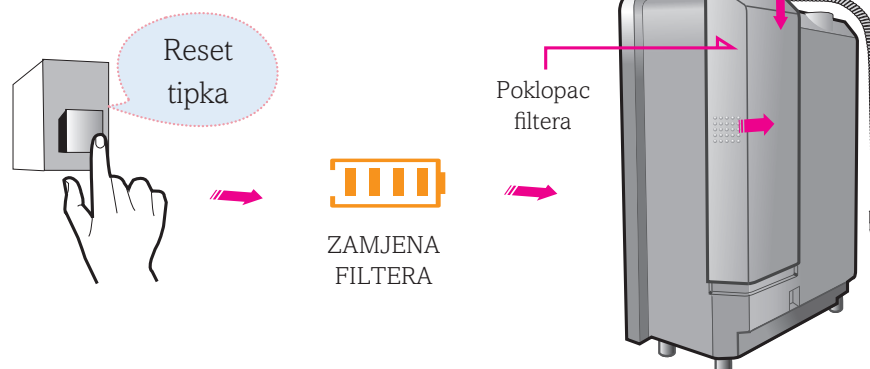 Reset
tipka
ZAMJENA
FILTERA
Poklopac
filtera